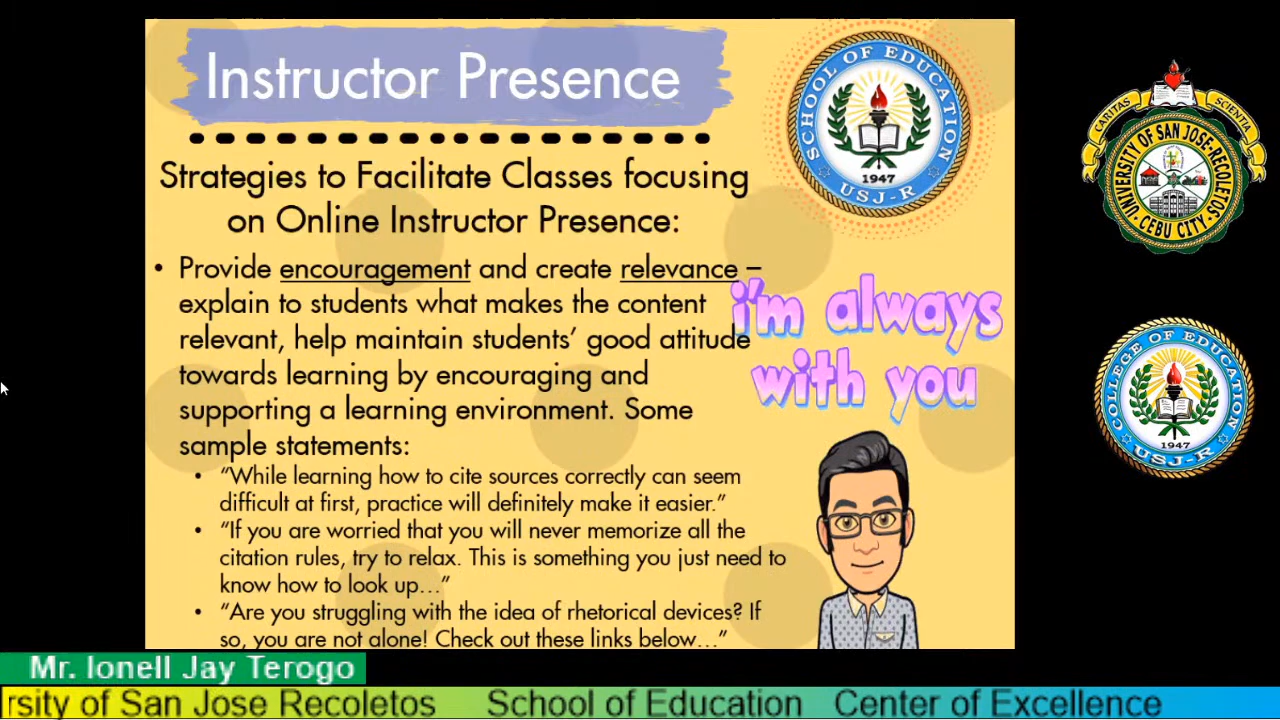 Instructor Presence
Strategies to Facilitate Classes focusing
on Online Instructor Presence:
• Provide encouragement and create relevance –
explain to students what makes the content
relevant, help maintain students’ good attitude
towards learning by encouraging and
supporting a learning environment. Some
sample statements:
• “While learning how to cite sources correctly can seem
difficult at first, practice will definitely make it easier.”
• “If you are worried that you will never memorize all the
citation rules, try to relax. This is something you just need to
know how to look up…”
• “Are you struggling with the idea of rhetorical devices? If
so, you are not alone! Check out these links below…”
SCHOOL OF EDUCATION
1947
USJ-R
i'm always
with you
CARITAS
SCIENTIA
UNIVERSITY OF SAN JOSE-RECOLETOS
CEBU CITY
COLLEGE OF EDUCATION
1947
USJ-R
Mr. Ionell Jay Terogo
rsity of San Jose Recoletos School of Education Center of Excellence